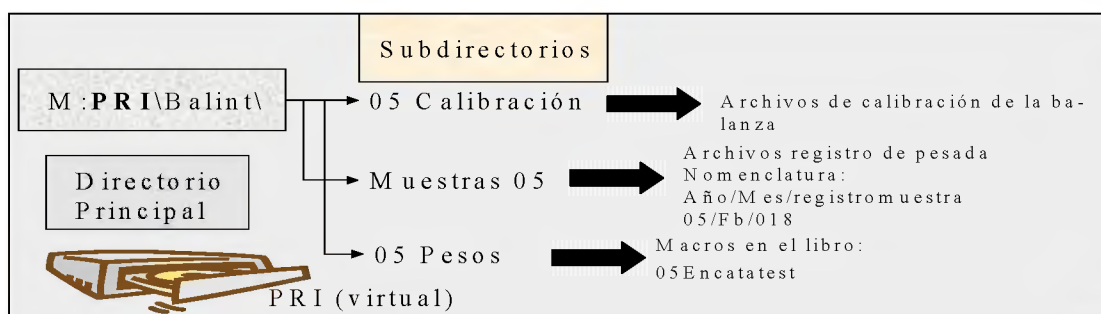 Subdirectorios
M:PRI\Balint\
05 Calibración
Archivos de calibración de la ba-
lanza
Directorio
Principal
Muestras 05
Archivos registro de pesada
Nomenclatura:
Año/Mes/registromuestra
05/Fb/018
05 Pesos
Macros en el libro:
05Encatatest
PRI (virtual)